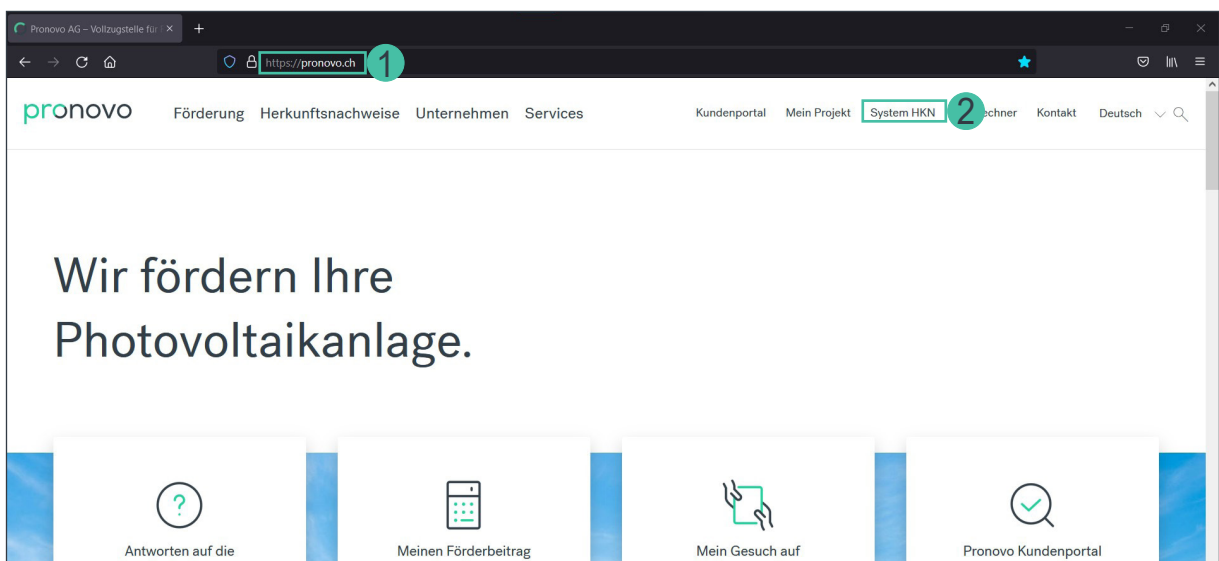 Pronovo AG – Vollzugstelle für
https://pronovo.ch 1
pronovo Förderung Herkunftsnachweise Unternehmen Services Kundenportal Mein Projekt System HKN 2 echner Kontakt Deutsch
Wir fördern Ihre
Photovoltaikanlage.
Antworten auf die
Meinen Förderbeitrag
Mein Gesuch auf
Pronovo Kundenportal